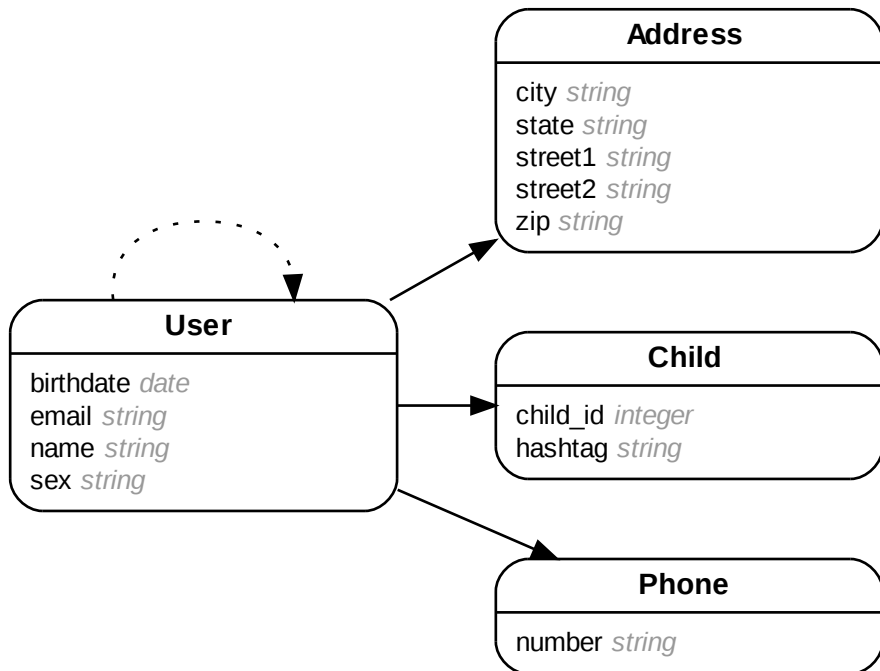 Address
city string
state string
street1 string
street2 string
zip string
User
birthdate date
email string
name string
sex string
Child
child_id integer
hashtag string
Phone
number string